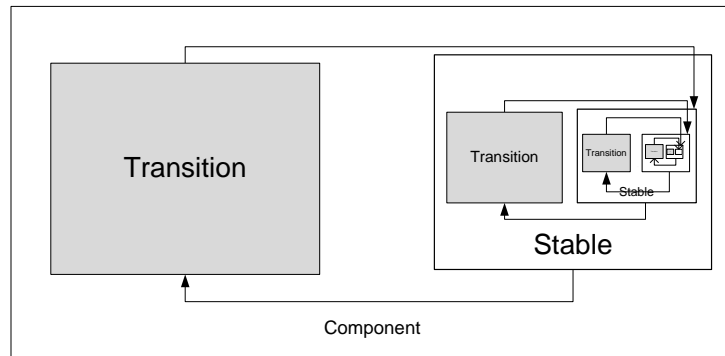 Transition
Transition
Transition
Stable
Stable
Component